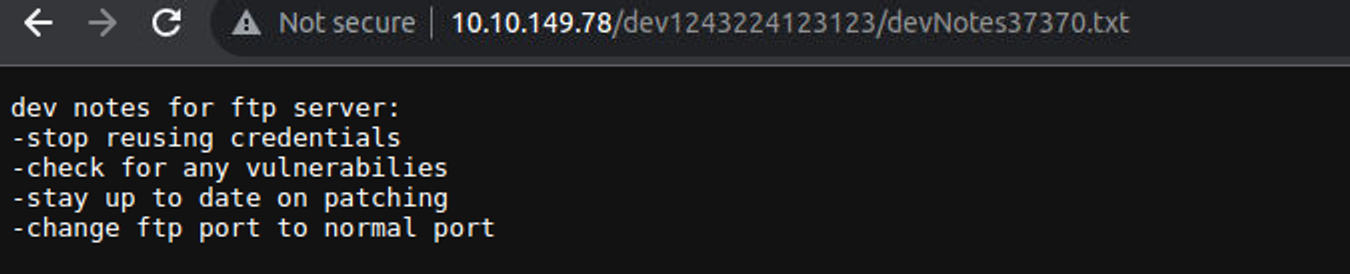 Not secure | 10.10.149.78/dev1243224123123/devNotes37370.txt
dev notes for ftp server:
-stop reusing credentials
-check for any vulnerabilies
-stay up to date on patching
-change ftp port to normal port